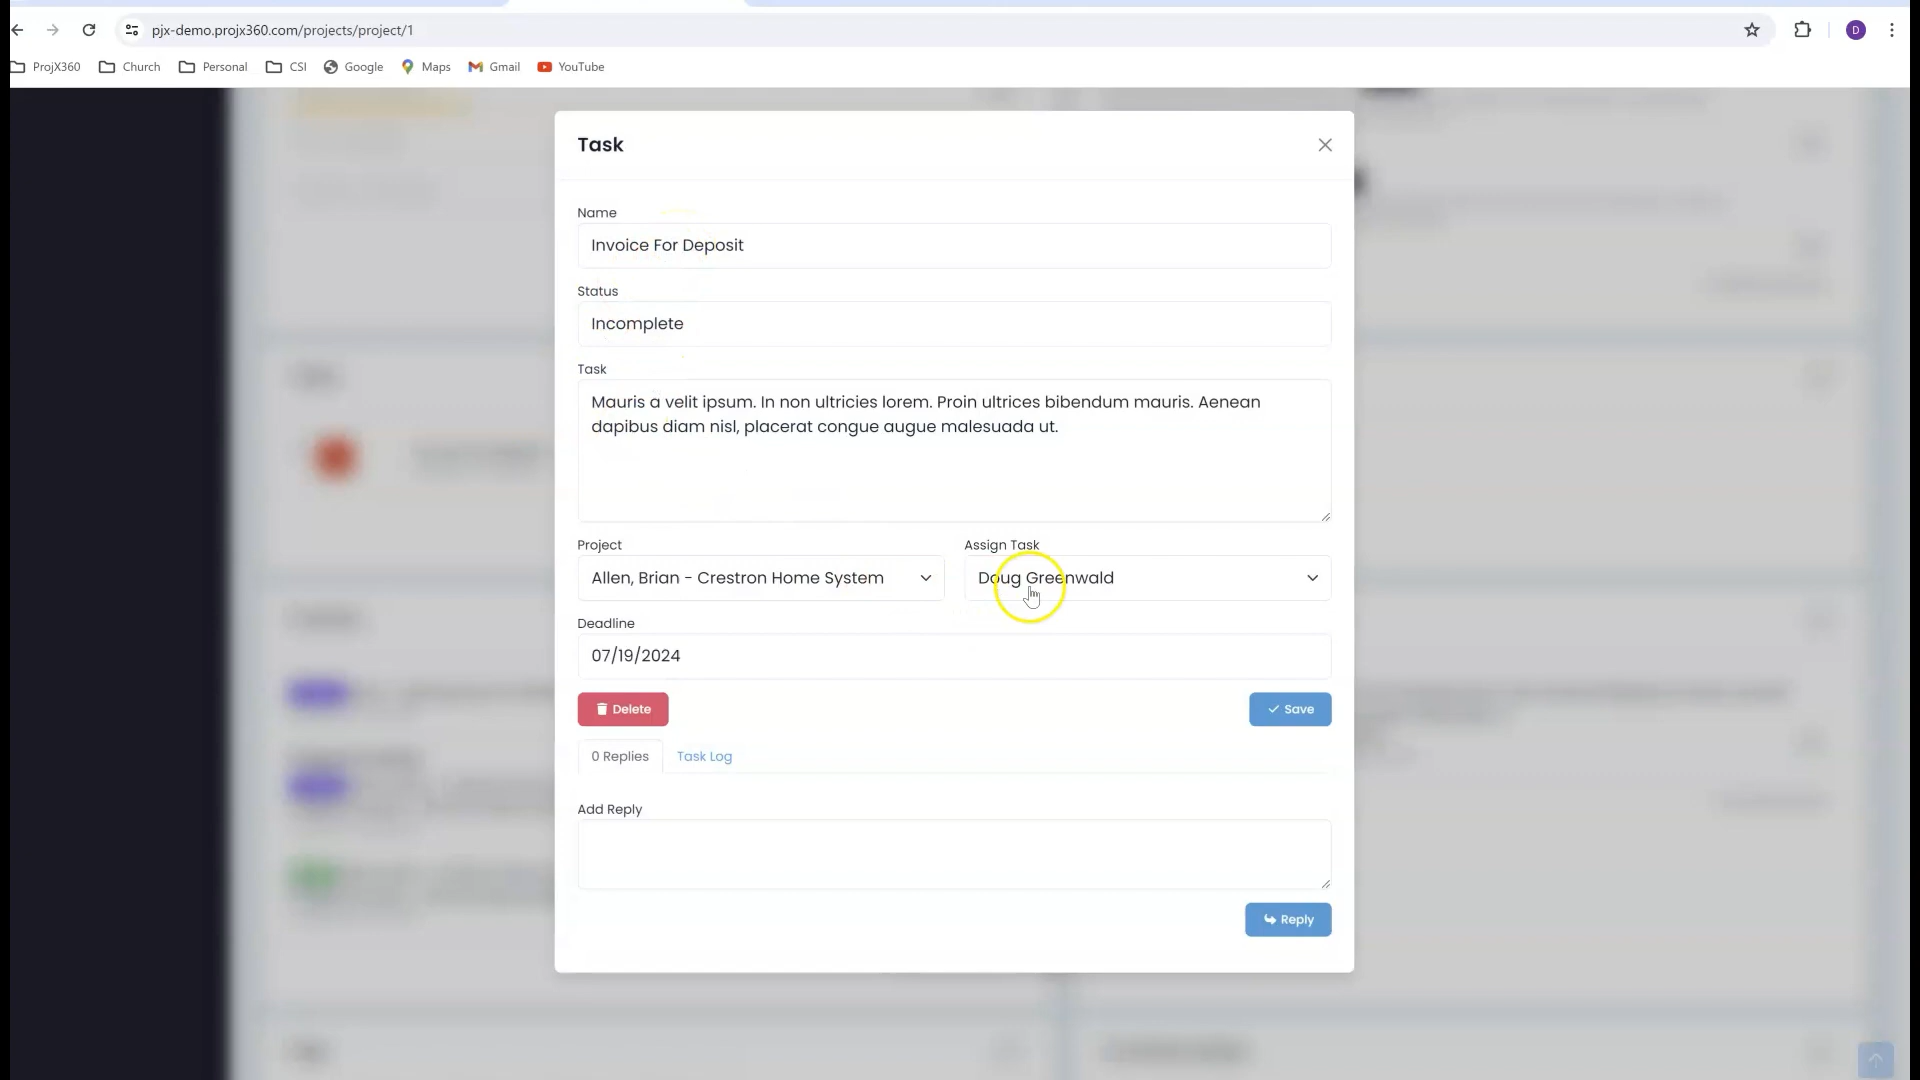 pjx-demo.projx360.com/projects/project/1
D
ProjX360 Church Personal CSI Google Maps Gmail YouTube
Task
Name
Invoice For Deposit
Status
Incomplete
Task
Mauris a velit ipsum. In non ultricies lorem. Proin ultrices bibendum mauris. Aenean
dapibus diam nisl, placerat congue augue malesuada ut.
Project
Assign Task
Allen, Brian - Crestron Home System
Doug Greenwald
Deadline
07/19/2024
Delete
Save
0 Replies
Task Log
Add Reply
Reply